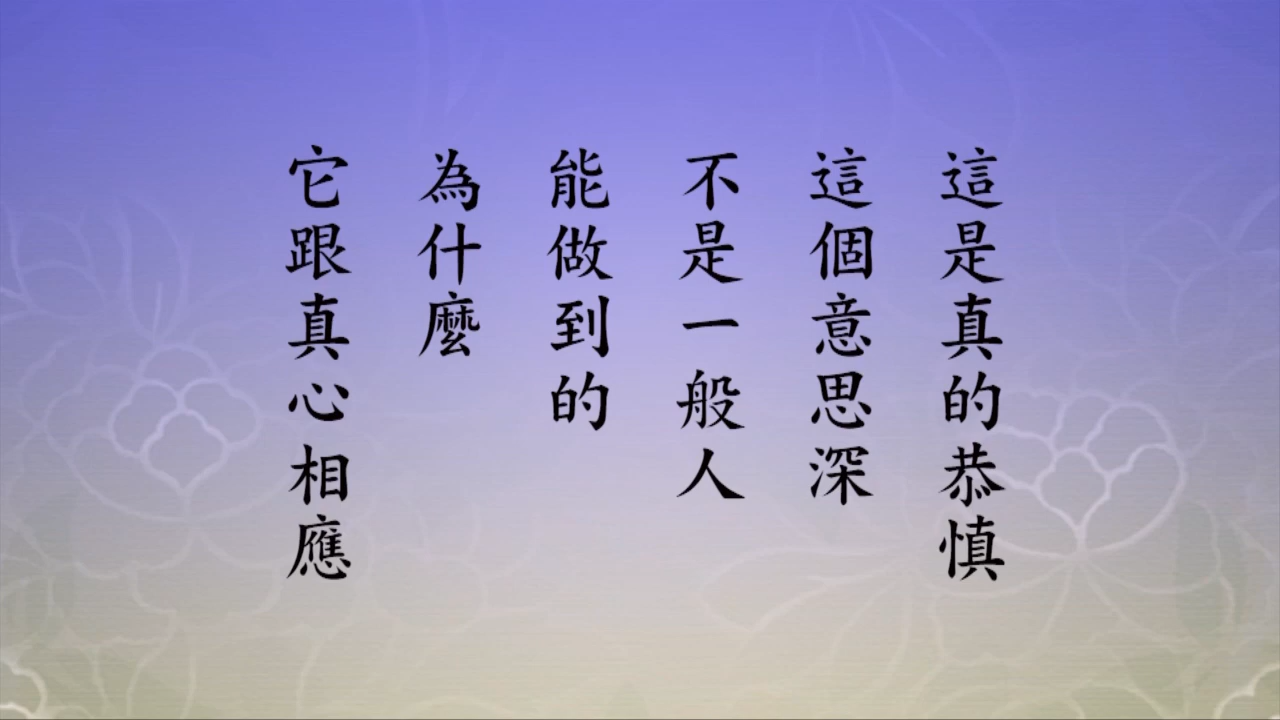 這是真的恭慎
這個意思深
不是一般人
能做到的
為什麼
它跟真心相應